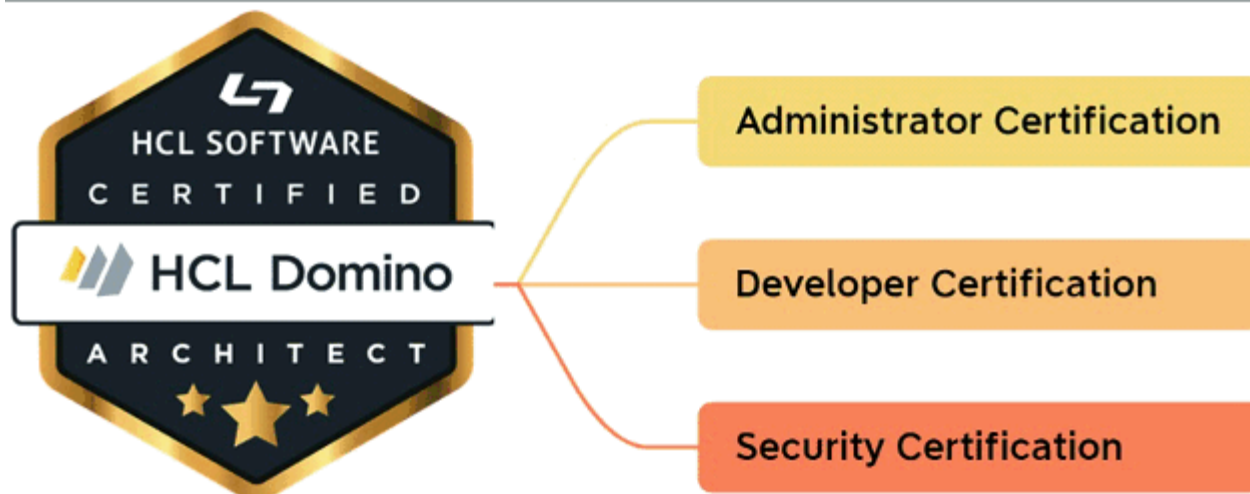 HCL SOFTWARE
CERTIFIED
HCL Domino
ARCHITECT
Administrator Certification
Developer Certification
Security Certification